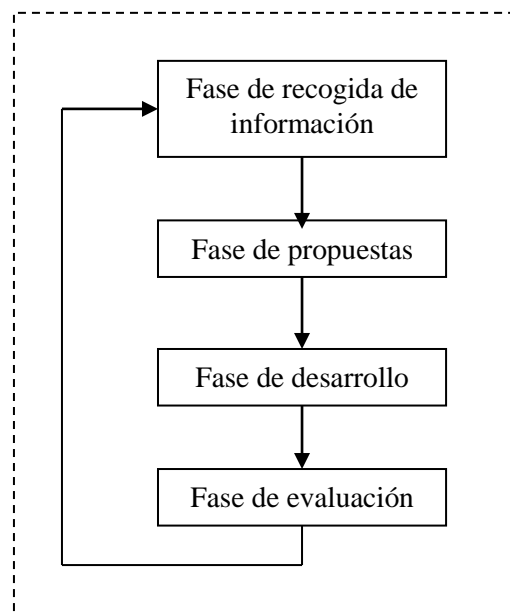 Fase de recogida de
información
Fase de propuestas
Fase de desarrollo
Fase de evaluación